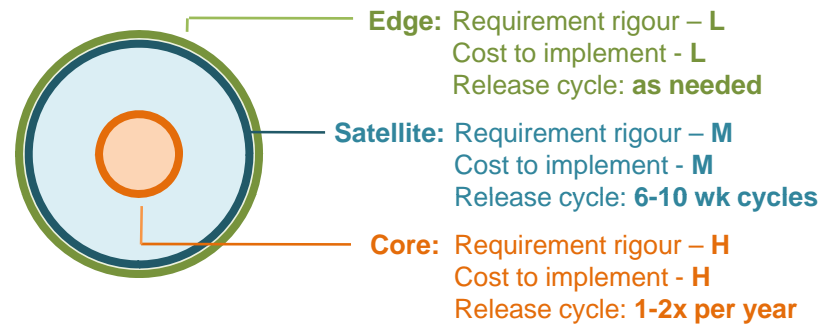 Edge: Requirement rigour – L
Cost to implement - L
Release cycle: as needed
Satellite: Requirement rigour – M
Cost to implement - M
Release cycle: 6-10 wk cycles
Core: Requirement rigour – H
Cost to implement - H
Release cycle: 1-2x per year